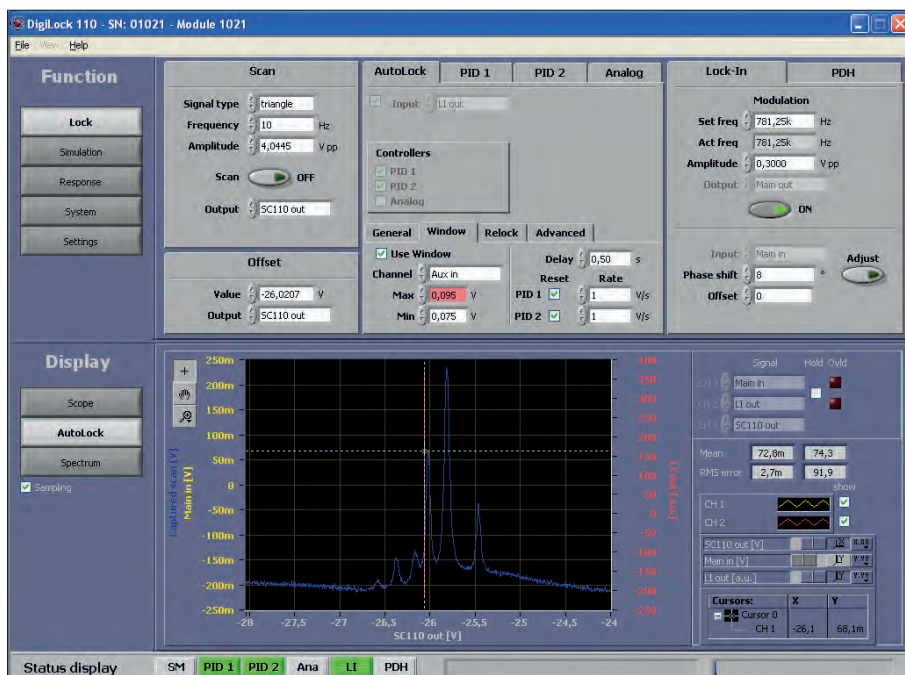 DigiLock 110 - SN: 01021 - Module 1021
File View Help
Function
Lock
Simulation
Response
System
Settings
Scan
Signal type triangle
Frequency 10 Hz
Amplitude 4,0445 V pp
Scan OFF
Output SC110 out
Offset
Value -26,0207 V
Output SC110 out
AutoLock PID 1 PID 2 Analog
Input LI out
Controllers
PID 1
PID 2
Analog
General Window Relock Advanced
Use Window
Channel Aux in
Max 0,095 V
Min 0,075 V
Delay 0,50 s
Reset Rate
PID 1 1 V/s
PID 2 1 V/s
Lock-In PDH
Modulation
Set freq 781,25k Hz
Act freq 781,25k Hz
Amplitude 0,3000 V pp
Output Main out
ON
Input Main in
Adjust
Phase shift 8 °
Offset 0
Display
Scope
AutoLock
Spectrum
Sampling
Captured scan [V]
Main in [V]
250m
200m
150m
100m
50m
0
-50m
-100m
-150m
-200m
-250m
-28 -27,5 -27 -26,5 -26 -25,5 -25 -24,5 -24
SC110 out [V]
400
350
300
250
200
150
100
50
0
-50
-100
-150
-200
-250
LI out [a.u.]
Signal Hold Ovld
Main in
CH 2 LI out
SC110 out
Mean 72,8m 74,3
RMS error 2,7m 91,9
show
CH 1
CH 2
SC110 out [V]
Main in [V]
LI out [a.u.]
Cursors: X Y
Cursor 0
CH 1 -26,1 68,1m
Status display SM PID 1 PID 2 Ana LI PDH